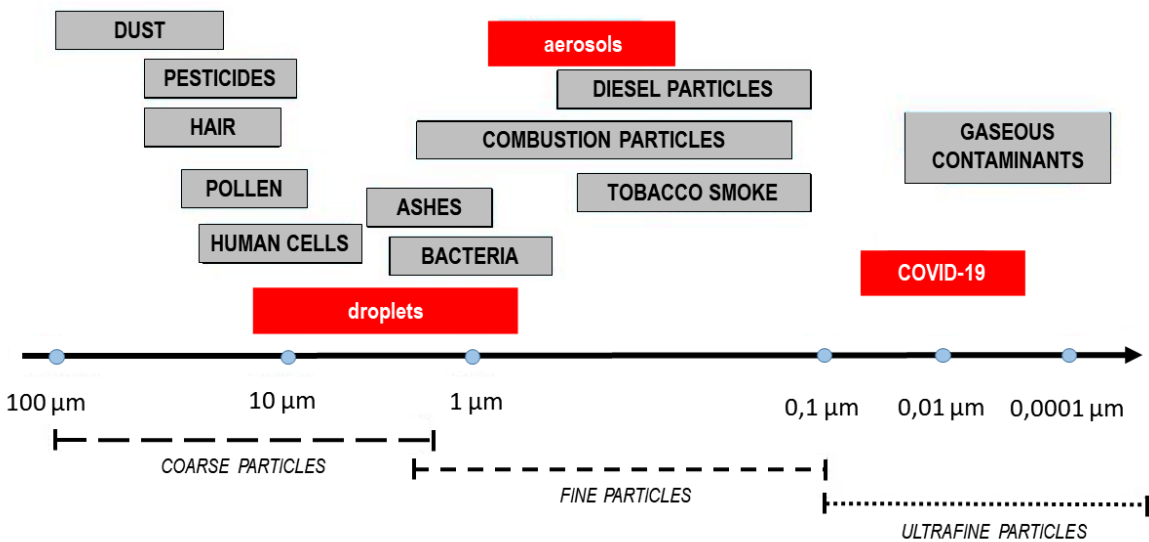 DUST
aerosols
PESTICIDES
DIESEL PARTICLES
HAIR
COMBUSTION PARTICLES
GASEOUS
CONTAMINANTS
POLLEN
TOBACCO SMOKE
ASHES
HUMAN CELLS
BACTERIA
COVID-19
droplets
100 µm
10 µm
1 µm
0,1 µm
0,01 µm
0,0001 µm
COARSE PARTICLES
FINE PARTICLES
ULTRAFINE PARTICLES